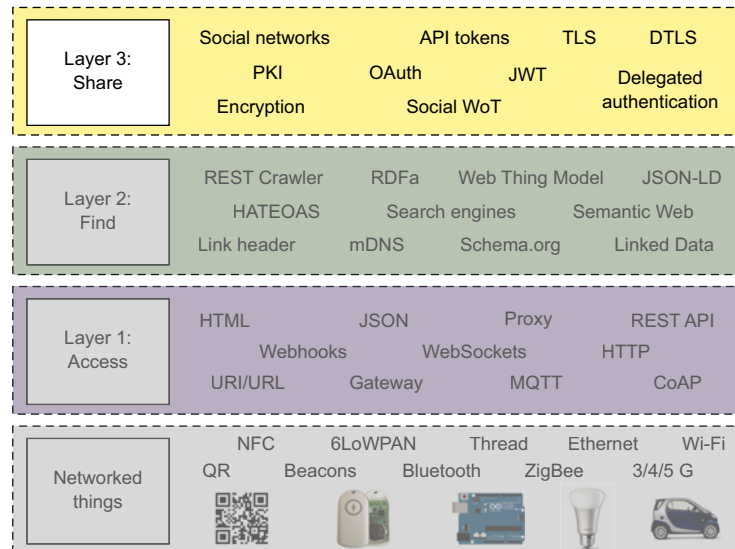 Layer 3:
Share
Social networks API tokens TLS DTLS
PKI OAuth JWT Delegated
authentication
Encryption Social WoT
Layer 2:
Find
REST Crawler RDFa Web Thing Model JSON-LD
HATEOAS Search engines Semantic Web
Link header mDNS Schema.org Linked Data
Layer 1:
Access
HTML JSON Proxy REST API
Webhooks WebSockets HTTP
URI/URL Gateway MQTT CoAP
Networked
things
NFC 6LoWPAN Thread Ethernet Wi-Fi
QR Beacons Bluetooth ZigBee 3/4/5 G